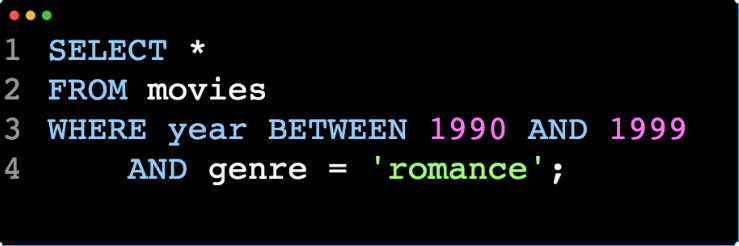 1 SELECT *
2 FROM movies
3 WHERE year BETWEEN 1990 AND 1999
4     AND genre = 'romance';